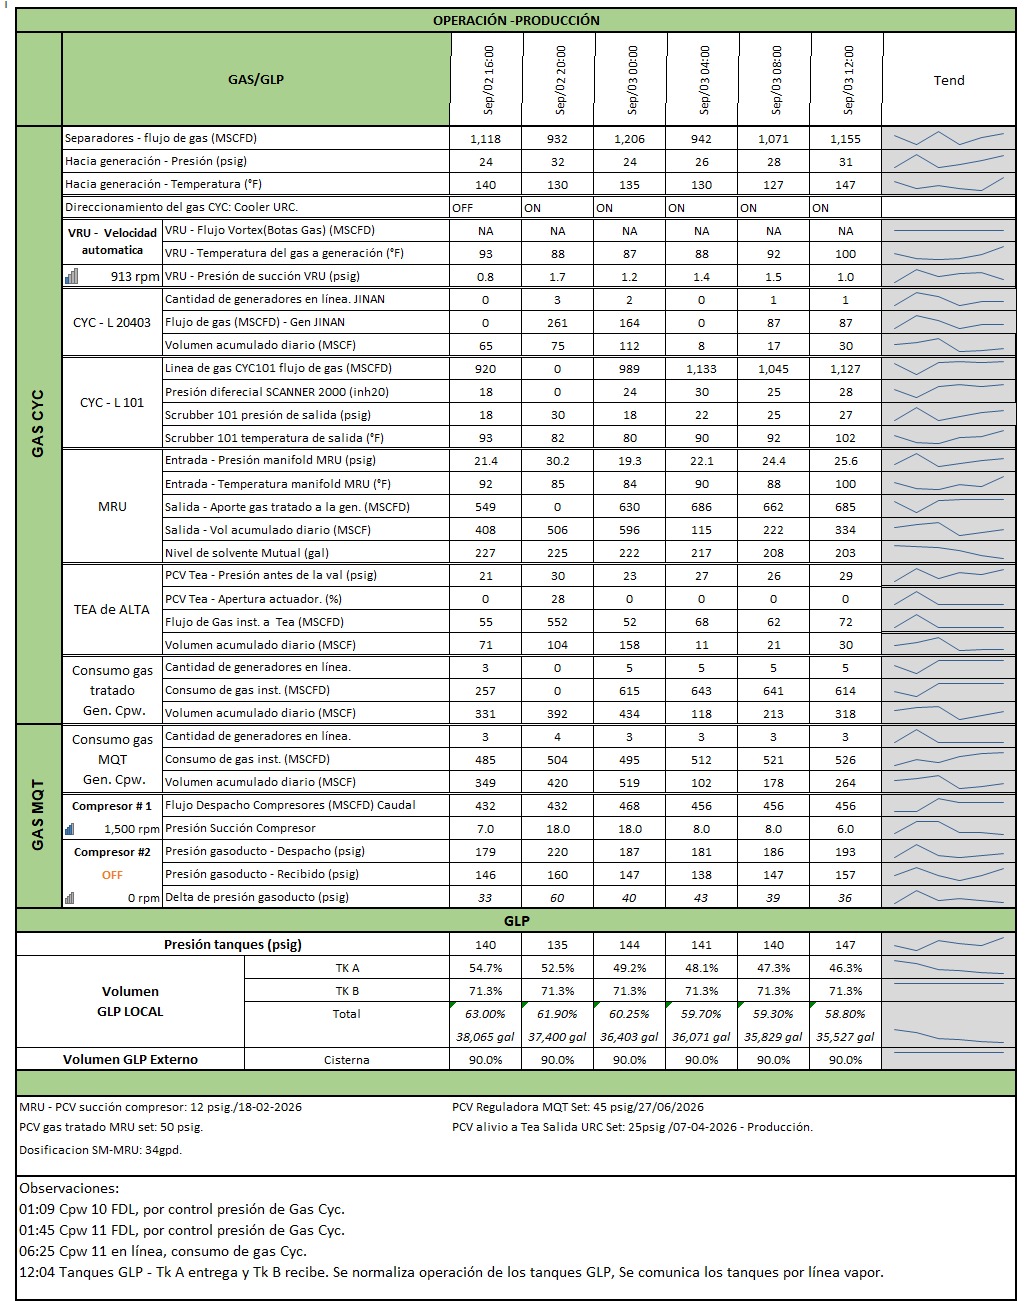 OPERACIÓN -PRODUCCIÓN
GAS/GLP Sep/02 16:00 Sep/02 20:00 Sep/03 00:00 Sep/03 04:00 Sep/03 08:00 Sep/03 12:00 Tend
GAS CYC
Separadores - flujo de gas (MSCFD) 1,118 932 1,206 942 1,071 1,155
Hacia generación - Presión (psig) 24 32 24 26 28 31
Hacia generación - Temperatura (°F) 140 130 135 130 127 147
Direccionamiento del gas CYC: Cooler URC. OFF ON ON ON ON ON
VRU - Velocidad automatica
913 rpm
VRU - Flujo Vortex(Botas Gas) (MSCFD) NA NA NA NA NA NA
VRU - Temperatura del gas a generación (°F) 93 88 87 88 92 100
VRU - Presión de succión VRU (psig) 0.8 1.7 1.2 1.4 1.5 1.0
CYC - L 20403
Cantidad de generadores en línea. JINAN 0 3 2 0 1 1
Flujo de gas (MSCFD) - Gen JINAN 0 261 164 0 87 87
Volumen acumulado diario (MSCF) 65 75 112 8 17 30
CYC - L 101
Linea de gas CYC101 flujo de gas (MSCFD) 920 0 989 1,133 1,045 1,127
Presión diferecial SCANNER 2000 (inh20) 18 0 24 30 25 28
Scrubber 101 presión de salida (psig) 18 30 18 22 25 27
Scrubber 101 temperatura de salida (°F) 93 82 80 90 92 102
MRU
Entrada - Presión manifold MRU (psig) 21.4 30.2 19.3 22.1 24.4 25.6
Entrada - Temperatura manifold MRU (°F) 92 85 84 90 88 100
Salida - Aporte gas tratado a la gen. (MSCFD) 549 0 630 686 662 685
Salida - Vol acumulado diario (MSCF) 408 506 596 115 222 334
Nivel de solvente Mutual (gal) 227 225 222 217 208 203
TEA de ALTA
PCV Tea - Presión antes de la val (psig) 21 30 23 27 26 29
PCV Tea - Apertura actuador. (%) 0 28 0 0 0 0
Flujo de Gas inst. a Tea (MSCFD) 55 552 52 68 62 72
Volumen acumulado diario (MSCF) 71 104 158 11 21 30
Consumo gas tratado Gen. Cpw.
Cantidad de generadores en línea. 3 0 5 5 5 5
Consumo de gas inst. (MSCFD) 257 0 615 643 641 614
Volumen acumulado diario (MSCF) 331 392 434 118 213 318
GAS MQT
Consumo gas MQT Gen. Cpw.
Cantidad de generadores en línea. 3 4 3 3 3 3
Consumo de gas inst. (MSCFD) 485 504 495 512 521 526
Volumen acumulado diario (MSCF) 349 420 519 102 178 264
Compresor # 1
1,500 rpm
Flujo Despacho Compresores (MSCFD) Caudal 432 432 468 456 456 456
Presión Succión Compresor 7.0 18.0 18.0 8.0 8.0 6.0
Compresor #2
OFF
0 rpm
Presión gasoducto - Despacho (psig) 179 220 187 181 186 193
Presión gasoducto - Recibido (psig) 146 160 147 138 147 157
Delta de presión gasoducto (psig) 33 60 40 43 39 36
GLP
Presión tanques (psig) 140 135 144 141 140 147
Volumen
GLP LOCAL
TK A 54.7% 52.5% 49.2% 48.1% 47.3% 46.3%
TK B 71.3% 71.3% 71.3% 71.3% 71.3% 71.3%
Total 63.00% 61.90% 60.25% 59.70% 59.30% 58.80%
38,065 gal 37,400 gal 36,403 gal 36,071 gal 35,829 gal 35,527 gal
Volumen GLP Externo Cisterna 90.0% 90.0% 90.0% 90.0% 90.0% 90.0%
MRU - PCV succión compresor: 12 psig./18-02-2026 PCV Reguladora MQT Set: 45 psig/27/06/2026
PCV gas tratado MRU set: 50 psig. PCV alivio a Tea Salida URC Set: 25psig /07-04-2026 - Producción.
Dosificacion SM-MRU: 34gpd.
Observaciones:
01:09 Cpw 10 FDL, por control presión de Gas Cyc.
01:45 Cpw 11 FDL, por control presión de Gas Cyc.
06:25 Cpw 11 en línea, consumo de gas Cyc.
12:04 Tanques GLP - Tk A entrega y Tk B recibe. Se normaliza operación de los tanques GLP, Se comunica los tanques por línea vapor.